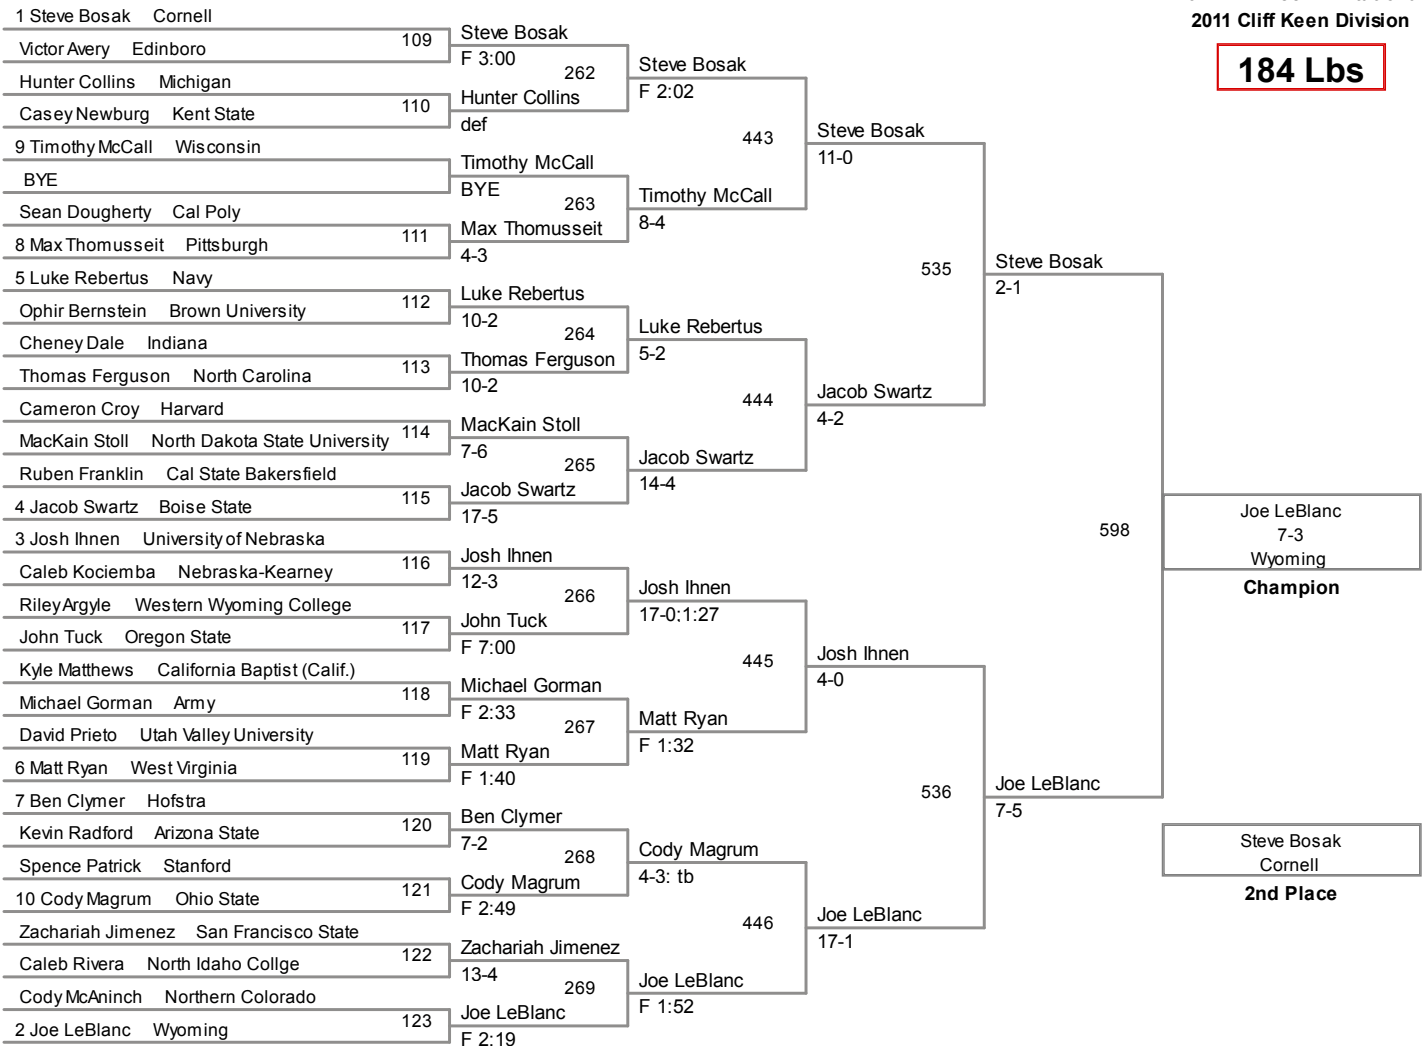 2011 Cliff Keen Division
184 Lbs
1 Steve Bosak Cornell
Victor Avery Edinboro
Hunter Collins Michigan
Casey Newburg Kent State
9 Timothy McCall Wisconsin
BYE
Sean Dougherty Cal Poly
8 Max Thomusseit Pittsburgh
5 Luke Rebertus Navy
Ophir Bernstein Brown University
Cheney Dale Indiana
Thomas Ferguson North Carolina
Cameron Croy Harvard
MacKain Stoll North Dakota State University
Ruben Franklin Cal State Bakersfield
4 Jacob Swartz Boise State
3 Josh Ihnen University of Nebraska
Caleb Kociemba Nebraska-Kearney
Riley Argyle Western Wyoming College
John Tuck Oregon State
Kyle Matthews California Baptist (Calif.)
Michael Gorman Army
David Prieto Utah Valley University
6 Matt Ryan West Virginia
7 Ben Clymer Hofstra
Kevin Radford Arizona State
Spence Patrick Stanford
10 Cody Magrum Ohio State
Zachariah Jimenez San Francisco State
Caleb Rivera North Idaho Collge
Cody McAninch Northern Colorado
2 Joe LeBlanc Wyoming
109
110
111
112
113
114
115
116
117
118
119
120
121
122
123
Steve Bosak
F 3:00
Hunter Collins
def
Timothy McCall
BYE
Max Thomusseit
4-3
Luke Rebertus
10-2
Thomas Ferguson
10-2
MacKain Stoll
7-6
Jacob Swartz
17-5
Josh Ihnen
12-3
John Tuck
F 7:00
Michael Gorman
F 2:33
Matt Ryan
F 1:40
Ben Clymer
7-2
Cody Magrum
F 2:49
Zachariah Jimenez
13-4
Joe LeBlanc
F 2:19
262
263
264
265
266
267
268
269
Steve Bosak
F 2:02
Timothy McCall
8-4
Luke Rebertus
5-2
Jacob Swartz
14-4
Josh Ihnen
17-0;1:27
Matt Ryan
F 1:32
Cody Magrum
4-3: tb
Joe LeBlanc
F 1:52
443
444
445
446
Steve Bosak
11-0
Jacob Swartz
4-2
Josh Ihnen
4-0
Joe LeBlanc
17-1
535
536
Steve Bosak
2-1
Joe LeBlanc
7-5
598
Joe LeBlanc
7-3
Wyoming
Champion
Steve Bosak
Cornell
2nd Place